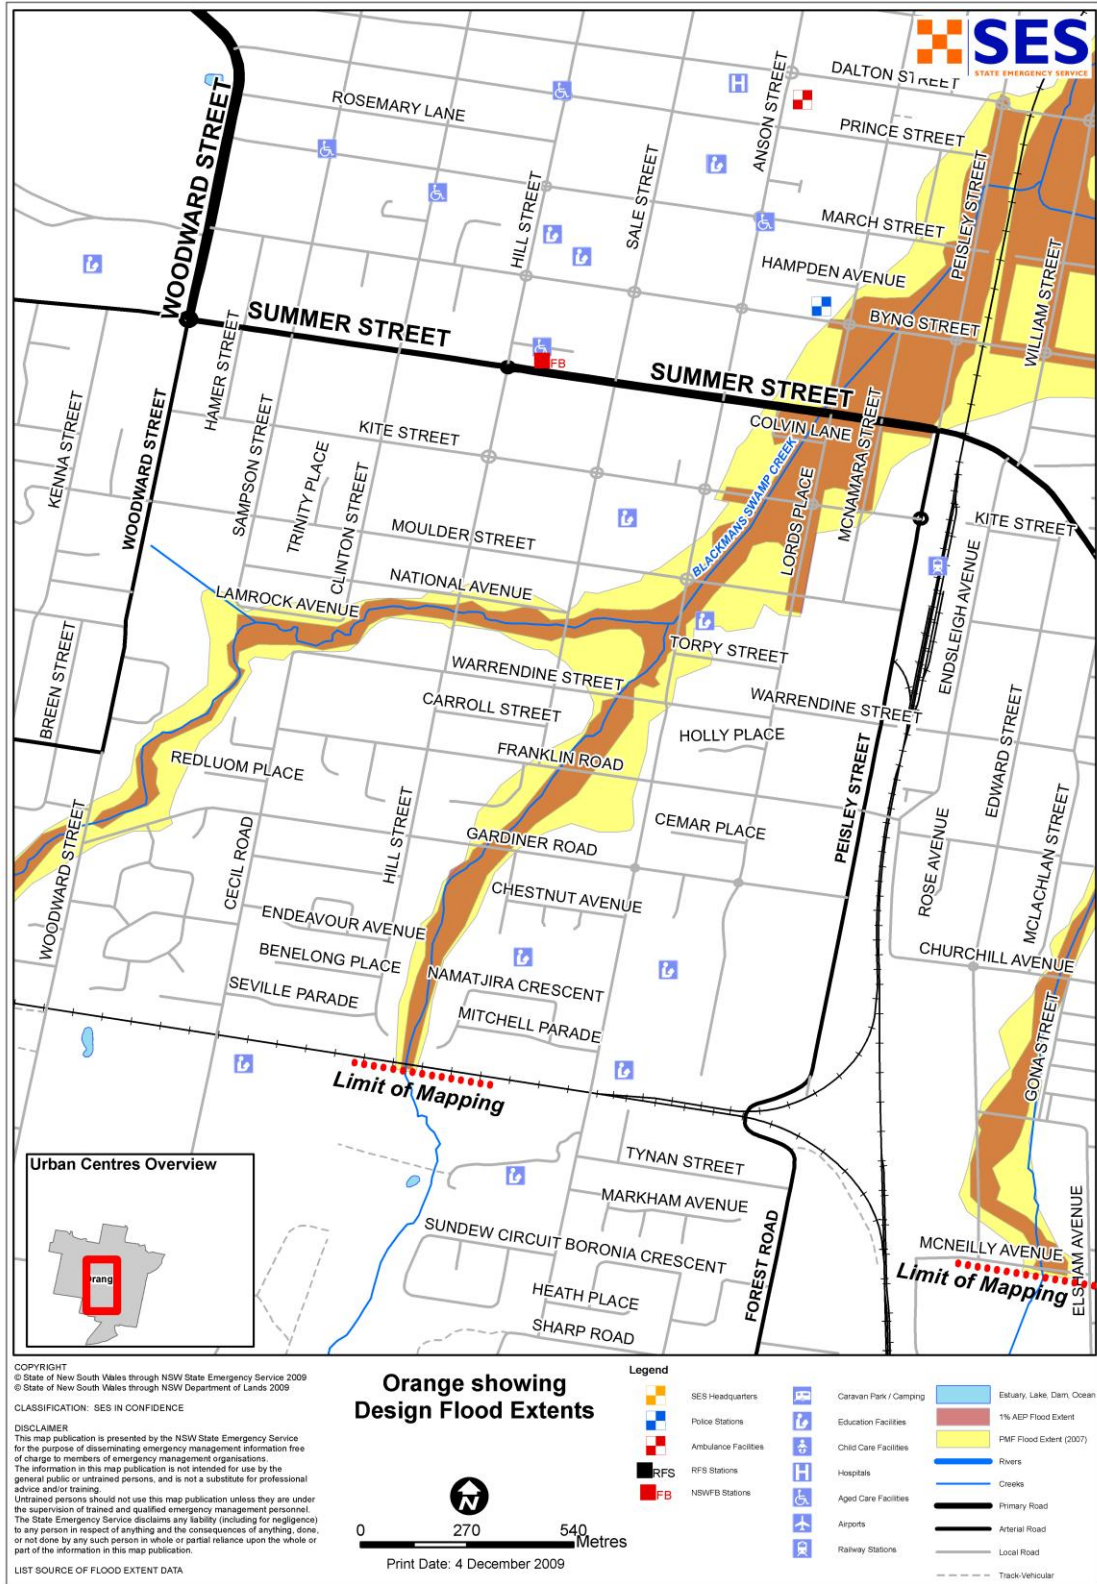 SES
STATE EMERGENCY SERVICE
DALTON STREET
ROSEMARY LANE
PRINCE STREET
WOODWARD STREET
ANSON STREET
HILL STREET
SALE STREET
PEISLEY STREET
MARCH STREET
HAMPDEN AVENUE
BYNG STREET
WILLIAM STREET
SUMMER STREET
FB
SUMMER STREET
HAMER STREET
KENNA STREET
WOODWARD STREET
SAMPSON STREET
TRINITY PLACE
CLINTON STREET
KITE STREET
COLVIN LANE
MCNAMARA STREET
LORDS PLACE
BLACKMANS SWAMP CREEK
KITE STREET
MOULDER STREET
NATIONAL AVENUE
LAMROCK AVENUE
ENDSLEIGH AVENUE
BREEN STREET
TORPY STREET
WARRENDINE STREET
WARRENDINE STREET
CARROLL STREET
HOLLY PLACE
FRANKLIN ROAD
REDLUOM PLACE
PEISLEY STREET
EDWARD STREET
MCLACHLAN STREET
ROSE AVENUE
CEMAR PLACE
GARDINER ROAD
HILL STREET
CECIL ROAD
WOODWARD STREET
CHESTNUT AVENUE
ENDEAVOUR AVENUE
BENELONG PLACE
NAMATJIRA CRESCENT
SEVILLE PARADE
MITCHELL PARADE
CHURCHILL AVENUE
GONA STREET
Limit of Mapping
TYNAN STREET
MARKHAM AVENUE
SUNDEW CIRCUIT
BORONIA CRESCENT
HEATH PLACE
SHARP ROAD
FOREST ROAD
MCNEILLY AVENUE
ELSHAM AVENUE
Limit of Mapping
Urban Centres Overview
Orang
COPYRIGHT
© State of New South Wales through NSW State Emergency Service 2009
© State of New South Wales through NSW Department of Lands 2009
CLASSIFICATION: SES IN CONFIDENCE
DISCLAIMER
This map publication is presented by the NSW State Emergency Service
for the purpose of disseminating emergency management information free
of charge to members of emergency management organisations.
The information in this map publication is not intended for use by the
general public or untrained persons, and is not a substitute for professional
advice and/or training.
Untrained persons should not use this map publication unless they are under
the supervision of trained and qualified emergency management personnel.
The State Emergency Service disclaims any liability (including for negligence)
to any person in respect of anything and the consequences of anything, done,
or not done by any such person in whole or partial reliance upon the whole or
part of the information in this map publication.
LIST SOURCE OF FLOOD EXTENT DATA
Orange showing
Design Flood Extents
N
0 270 540 Metres
Print Date: 4 December 2009
Legend
SES Headquarters
Police Stations
Ambulance Facilities
RFS RFS Stations
FB NSWFB Stations
Caravan Park / Camping
Education Facilities
Child Care Facilities
H Hospitals
Aged Care Facilities
Airports
Railway Stations
Estuary, Lake, Dam, Ocean
1% AEP Flood Extent
PMF Flood Extent (2007)
Rivers
Creeks
Primary Road
Arterial Road
Local Road
Track-Vehicular